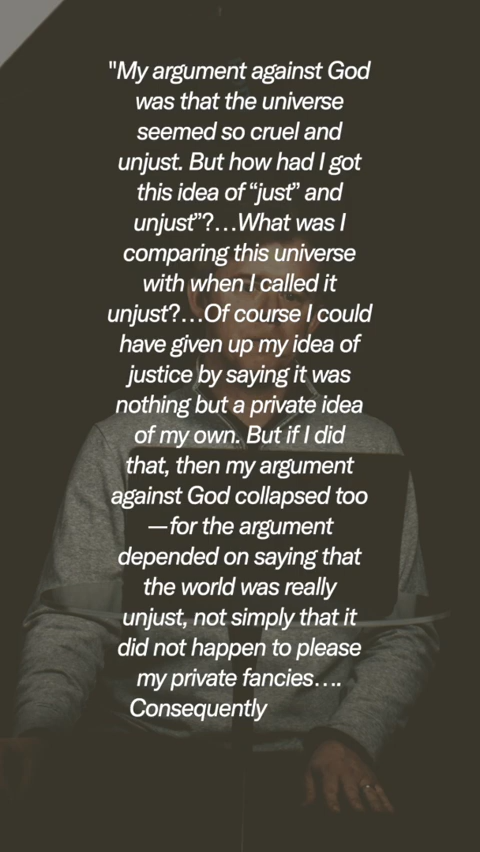 "My argument against God
was that the universe
seemed so cruel and
unjust. But how had I got
this idea of “just” and
unjust”?...What was I
comparing this universe
with when I called it
unjust?...Of course I could
have given up my idea of
justice by saying it was
nothing but a private idea
of my own. But if I did
that, then my argument
against God collapsed too
—for the argument
depended on saying that
the world was really
unjust, not simply that it
did not happen to please
my private fancies....
Consequently